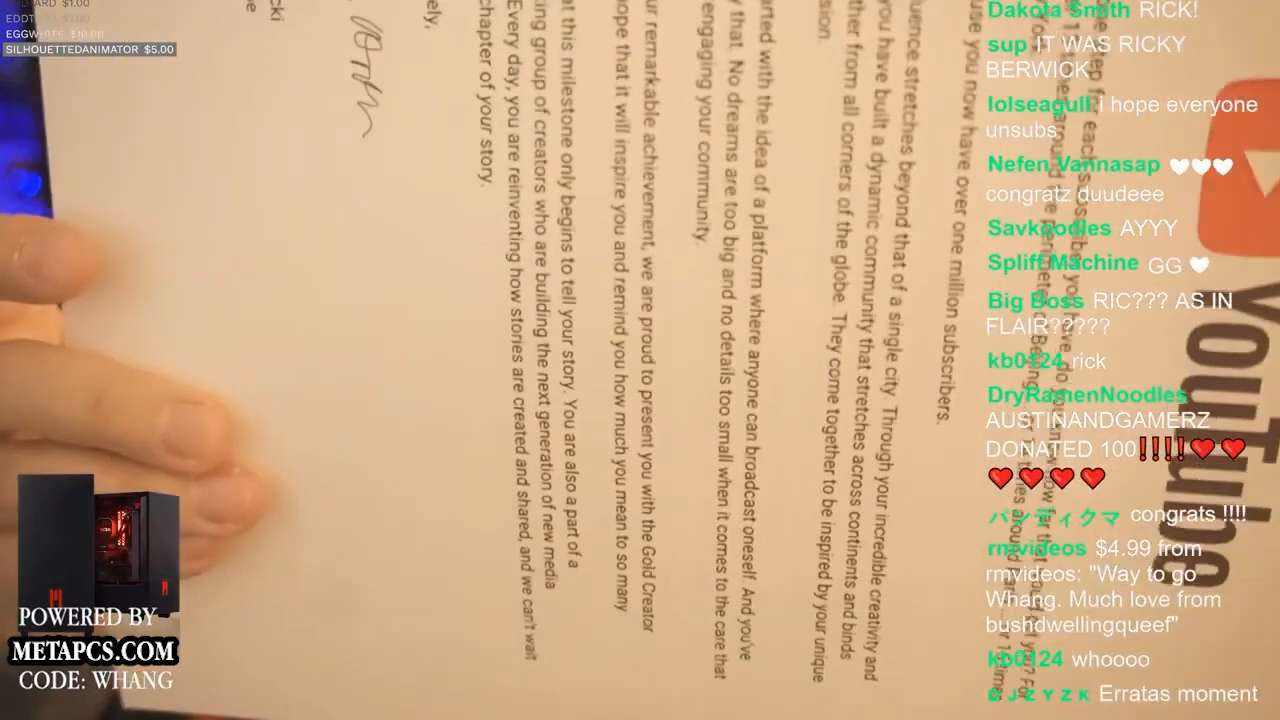 $1.00
EGGWHITE $10.00
SILHOUETTEDANIMATOR $5.00
YouTube
use you now have over one million subscribers.
uence stretches beyond that of a single city. Through your incredible creativity and
you have built a dynamic community that stretches across continents and binds
ther from all corners of the globe. They come together to be inspired by your unique
sion.
arted with the idea of a platform where anyone can broadcast oneself. And you've
y that. No dreams are too big and no details too small when it comes to the care that
engaging your community.
ur remarkable achievement, we are proud to present you with the Gold Creator
ope that it will inspire you and remind you how much you mean to so many
at this milestone only begins to tell your story. You are also a part of a
ing group of creators who are building the next generation of new media
Every day, you are reinventing how stories are created and shared, and we can't wait
chapter of your story.
ely,
cki
Dakota Smith RICK!
sup IT WAS RICKY
BERWICK
lolseagull i hope everyone
unsubs
Nefen Vannasap 🤍🤍🤍
congratz duudeee
Savkoodles AYYY
Spliff Machine GG 🤍
Big Boss RIC??? AS IN
FLAIR?????
kb0124 rick
DryRamenNoodles
AUSTINANDGAMERZ
DONATED 100‼️‼️❤️❤️
❤️❤️❤️❤️
パンティクマ congrats !!!!
rmvideos $4.99 from
rmvideos: "Way to go
Whang. Much love from
bushdwellingqueef"
kb0124 whoooo
B J Z Y Z K Erratas moment
POWERED BY
METAPCS.COM
CODE: WHANG